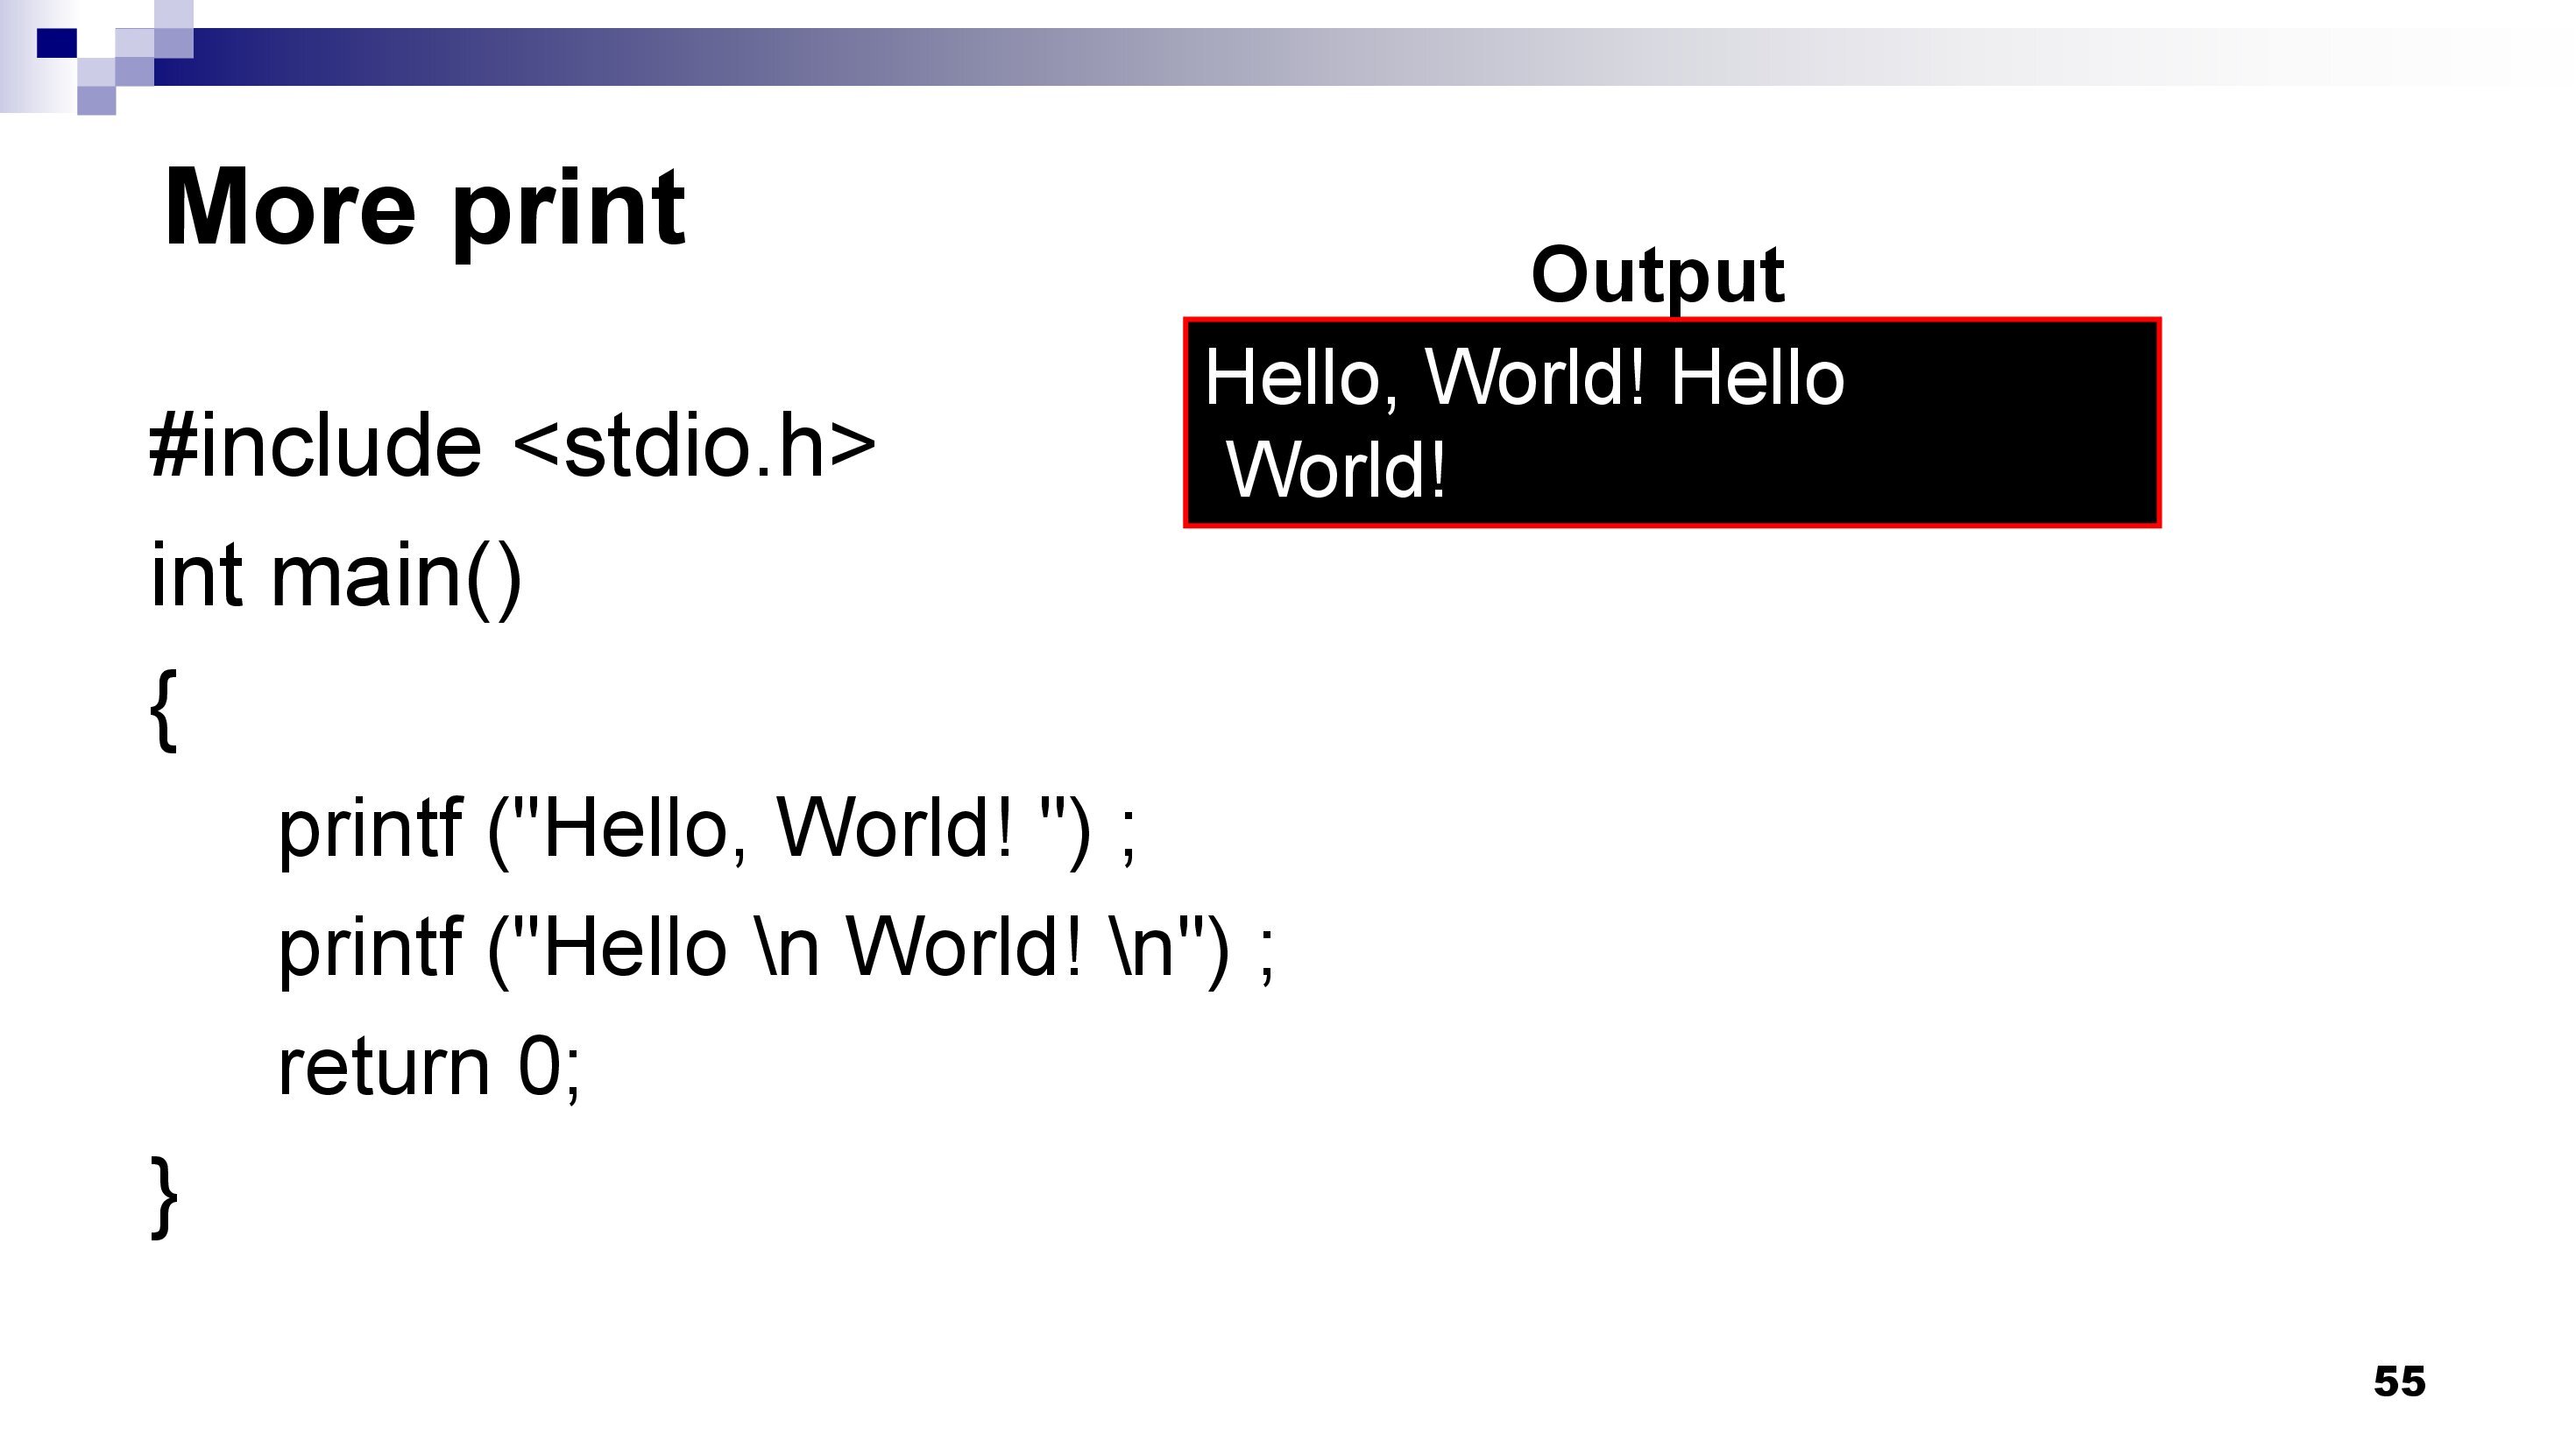 More print
Output
Hello, World! Hello
World!
#include <stdio.h>
int main()
{
printf ("Hello, World! ") ;
printf ("Hello \n World! \n") ;
return 0;
}
55